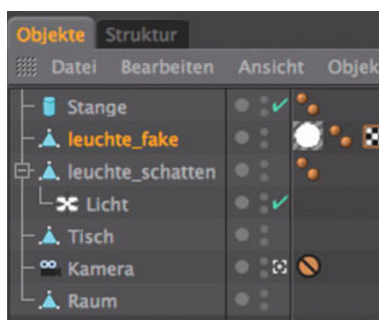 Objekte Struktur
Datei Bearbeiten Ansicht Objek
Stange
leuchte_fake
leuchte_schatten
Licht
Tisch
Kamera
Raum